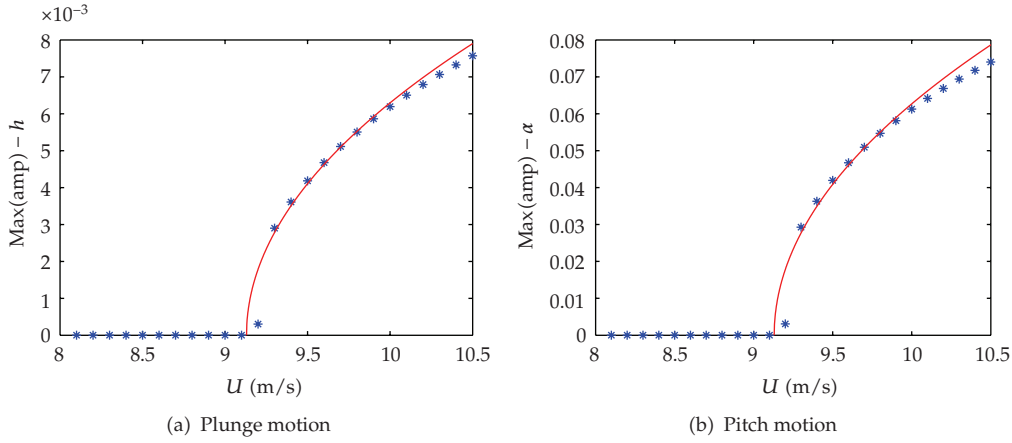 ×10⁻³
8
7
6
5
4
3
2
1
0
Max(amp) − h
8 8.5 9 9.5 10 10.5
U (m/s)
(a) Plunge motion
0.08
0.07
0.06
0.05
0.04
0.03
0.02
0.01
0
Max(amp) − α
8 8.5 9 9.5 10 10.5
U (m/s)
(b) Pitch motion